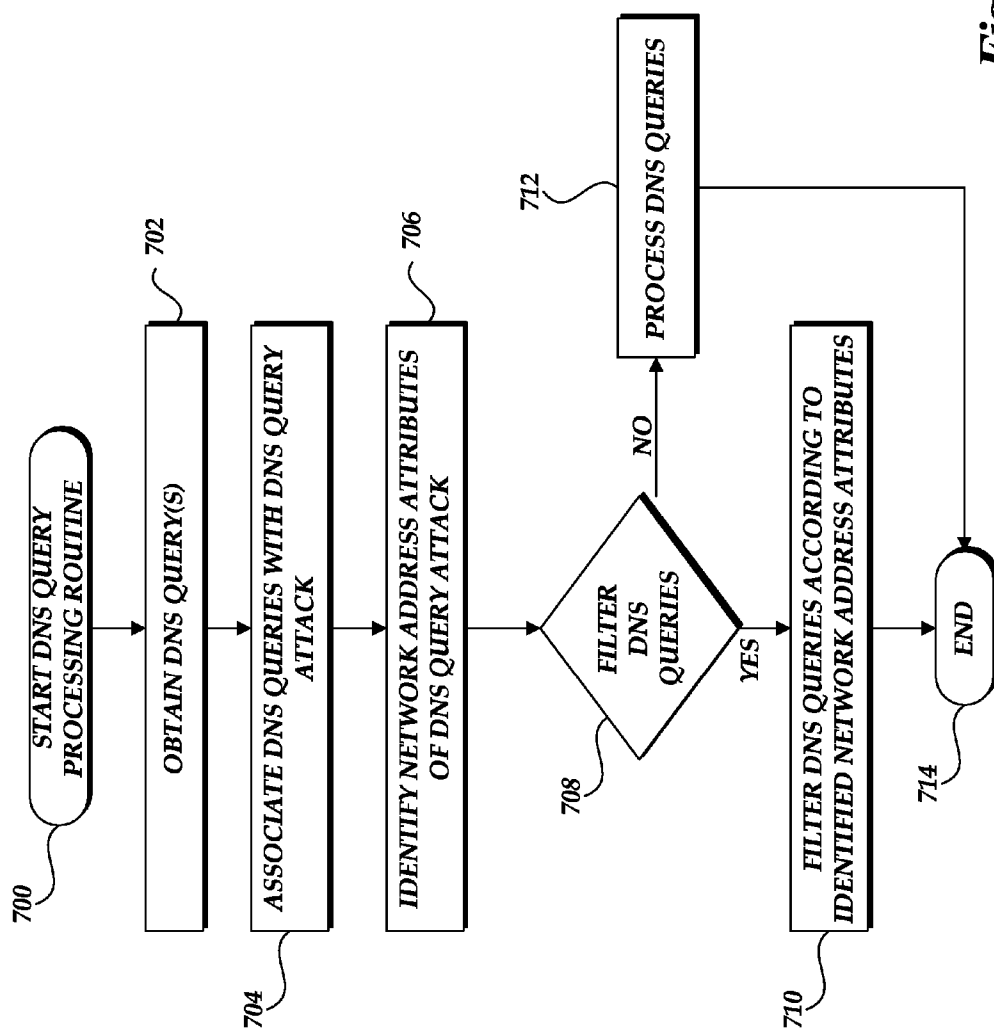 700
START DNS QUERY
PROCESSING ROUTINE
702
OBTAIN DNS QUERY(S)
704
ASSOCIATE DNS QUERIES WITH DNS QUERY
ATTACK
706
IDENTIFY NETWORK ADDRESS ATTRIBUTES
OF DNS QUERY ATTACK
708
FILTER
DNS
QUERIES
NO
YES
712
PROCESS DNS QUERIES
710
FILTER DNS QUERIES ACCORDING TO
IDENTIFIED NETWORK ADDRESS ATTRIBUTES
714
END